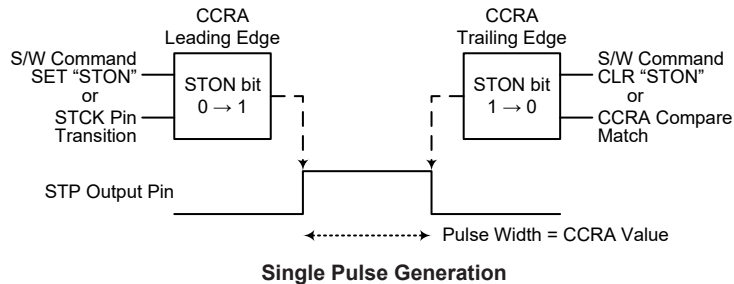 CCRA
Leading Edge
S/W Command
SET “STON”
or
STCK Pin
Transition
STON bit
0 → 1
CCRA
Trailing Edge
STON bit
1 → 0
S/W Command
CLR “STON”
or
CCRA Compare
Match
STP Output Pin
Pulse Width = CCRA Value
Single Pulse Generation